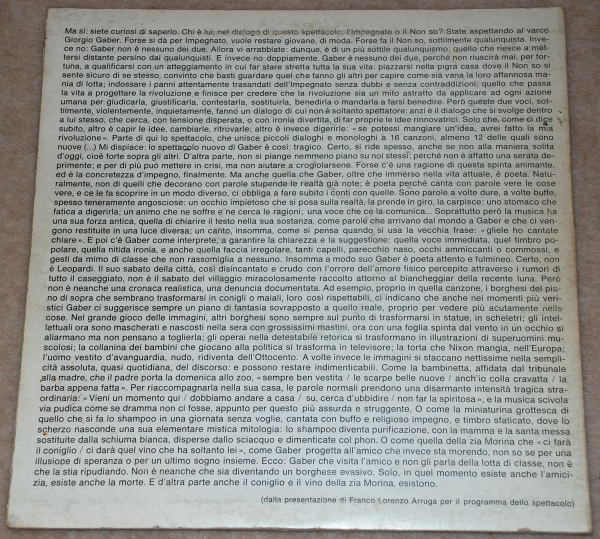 Ma sì: siete curiosi di saperlo. Chi è lui, nel dialogo di questo spettacolo, l'Impegnato o il Non so? State aspettando al varco
Giorgio Gaber. Forse si dà per Impegnato, vuole restare giovane, di moda. Forse fa il Non so, sottilmente qualunquista. Inve-
ce no: Gaber non è nessuno dei due. Allora vi arrabbiate: dunque, è di un più sottile qualunquismo: quello che riesce a met-
tersi distante persino dai qualunquisti. E invece no doppiamente. Gaber è nessuno dei due, perché non riuscirà mai, per for-
tuna, a qualificarsi con un atteggiamento in cui far stare stretta tutta la sua vita: piazzarsi nella pigra casa dove il Non so si
sente sicuro di se stesso, convinto che basti guardare quel che fanno gli altri per capire come sia vana la loro affannosa ma-
nia di lotta; indossare i panni attentamente trasandati dell'Impegnato senza dubbi e senza contraddizioni, quello che passa
la vita a progettare la rivoluzione e finisce per credere che la rivoluzione sia un mito astratto da applicare ad ogni azione
umana per giudicarla, giustificarla, contestarla, sostituirla, benedirla o mandarla a farsi benedire. Però queste due voci, sot-
tilmente, violentemente, inquietamente, fanno un dialogo di cui non è soltanto spettatore: anzi è il dialogo che si svolge dentro
a lui stesso, che cerca, con tensione disperata, o con ironia divertita, di far proprie le idee rinnovatrici. Solo che, come ci dice
subito, altro è capir le idee, cambiarle, ritrovarle; altro è invece digerirle: « se potessi mangiare un'idea, avrei fatto la mia
rivoluzione ». Parte di qui lo spettacolo, che unisce piccoli dialoghi e monologhi a 16 canzoni, almeno 12 delle quali sono
nuove (...) Mi dispiace: lo spettacolo nuovo di Gaber è così: tragico. Certo, si ride spesso, anche se non alla maniera solita
d'oggi, cioè forte sopra gli altri. D'altra parte, non si piange nemmeno piano su noi stessi; perché non è affatto una serata de-
primente; e per di più può mettere in crisi, ma non aiutare a crogiolarsene. Forse c'è una ragione di questa spinta animante,
ed è la concretezza d'impegno, finalmente. Ma anche quella che Gaber, oltre che immerso nella vita attuale, è poeta. Natu-
ralmente, non di quelli che decorano con parole stupende le realtà già note; è poeta perché canta con parole vere le cose
vere, e ce le fa scoprire in un modo diverso, ci obbliga a fare subito i conti con quelle. Sono parole a volte dure, a volte buffe,
spesso teneramente angosciose: un occhio impietoso che si posa sulla realtà, la prende in giro, la carpisce; uno stomaco che
fatica a digerirla; un animo che ne soffre e ne cerca le ragioni; una voce che ce la comunica... Soprattutto però la musica ha
una sua forza antica, quella di chiarire il testo nella sua sostanza, come parole che arrivano dal mondo a Gaber e che ci ven-
gono restituite in una luce diversa; un canto, insomma, come si pensa quando si usa la vecchia frase: « gliele ho cantate
chiare ». E poi c'è Gaber come interprete, a garantire la chiarezza e la suggestione: quella voce immediata, quel timbro po-
polare, quella nitida ironia, e anche quella faccia irregolare, tanti capelli, parecchio naso, occhi ammiccanti o commossi, e
gesti da mimo di classe che non rassomiglia a nessuno. Insomma a modo suo Gaber è poeta attento e fulmineo. Certo, non
è Leopardi. Il suo sabato della città, così disincantato e crudo con l'orrore dell'amore fisico percepito attraverso i rumori di
tutto il caseggiato, non è il sabato del villaggio miracolosamente raccolto attorno al biancheggiar della recente luna. Però
non è neanche una cronaca realistica, una denuncia documentata. Ad esempio, proprio in quella canzone, i borghesi del pia-
no di sopra che sembrano trasformarsi in conigli o maiali, loro così rispettabili, ci indicano che anche nei momenti più veri-
stici Gaber ci suggerisce sempre un piano di fantasia sovrapposto a quello reale, proprio per vedere più acutamente nelle
cose. Nel grande gioco delle immagini, altri borghesi sono sempre sul punto di trasformarsi in statue, in scheletri; gli intel-
lettuali ora sono mascherati e nascosti nella sera con grossissimi mastini, ora con una foglia spinta dal vento in un occhio si
allarmano ma non pensano a toglierla; gli operai nella detestabile retorica si trasformano in illustrazioni di superuomini mu-
scolosi; la collanina dei bambini che giocano alla politica si trasforma in televisore; la torta che Nixon mangia, nell'Europa;
l'uomo vestito d'avanguardia, nudo, ridiventa dell'Ottocento. A volte invece le immagini si staccano nettissime nella sempli-
cità assoluta, quasi quotidiana, del discorso: e possono restare indimenticabili. Come la bambinetta, affidata dal tribunale
alla madre, che il padre porta la domenica allo zoo, « sempre ben vestita / le scarpe belle nuove / anch'io colla cravatta / la
barba appena fatta ». Per riaccompagnarla nella sua casa, le parole normali prendono una disarmante intensità tragica stra-
ordinaria: « Vieni un momento qui / dobbiamo andare a casa / su, cerca d'ubbidire / non far la spiritosa », e la musica scivola
via pudica come se dramma non ci fosse, appunto per questo più assurda e struggente. O come la miniaturina grottesca di
quello che si fa lo shampoo in una giornata senza voglie, cantata con buffo e religioso impegno, e timbro sfaticato, dove lo
scherzo nasconde una sua elementare mistica mitologia: lo shampoo diventa purificazione, con la mamma e la santa messa
sostituite dalla schiuma bianca, disperse dallo sciacquo e dimenticate col phon. O come quella della zia Morina che « ci farà
il coniglio / ci darà quel vino che ha soltanto lei », come Gaber progetta all'amico che invece sta morendo, non so se per una
illusione di speranza o per un ultimo sogno insieme. Ecco: Gaber che visita l'amico e non gli parla della lotta di classe, non è
che la stia ripudiando. Non è neanche che sia diventando un borghese evasivo. Solo, in quel momento esiste anche l'amici-
zia, esiste anche la morte. E d'altra parte anche il coniglio e il vino della zia Morina, esistono.
(dalla presentazione di Franco Lorenzo Arruga per il programma dello spettacolo)